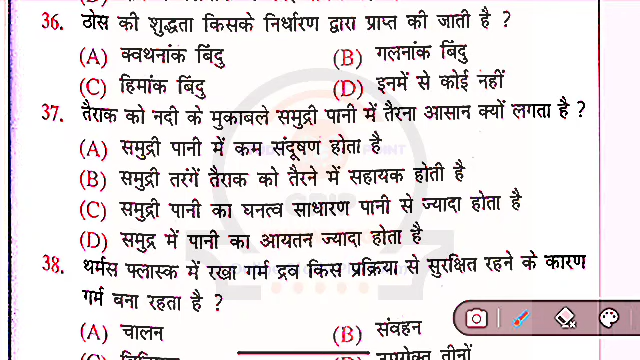 36. ठोस की शुद्धता किसके निर्धारण द्वारा प्राप्त की जाती है ?
(A) क्वथनांक बिंदु (B) गलनांक बिंदु
(C) हिमांक बिंदु (D) इनमें से कोई नहीं
37. तैराक को नदी के मुकाबले समुद्री पानी में तैरना आसान क्यों लगता है ?
(A) समुद्री पानी में कम संदूषण होता है
(B) समुद्री तरंगें तैराक को तैरने में सहायक होती है
(C) समुद्री पानी का घनत्व साधारण पानी से ज्यादा होता है
(D) समुद्र में पानी का आयतन ज्यादा होता है
38. थर्मस फ्लास्क में रखा गर्म द्रव किस प्रक्रिया से सुरक्षित रहने के कारण
गर्म बना रहता है ?
(A) चालन (B) संवहन